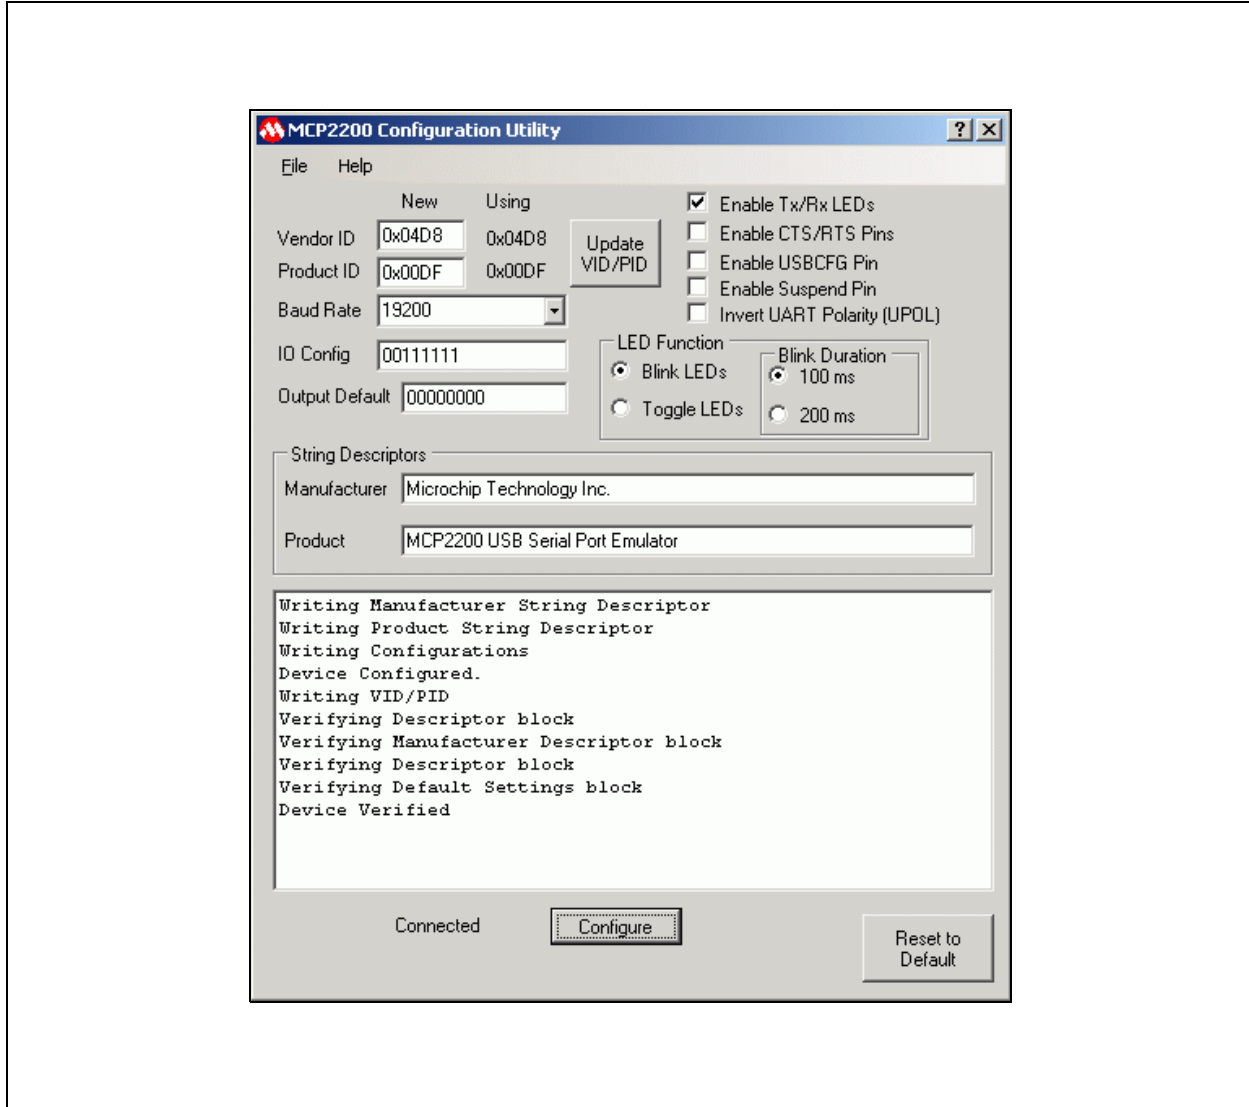 MCP2200 Configuration Utility
File Help
New Using
Vendor ID 0x04D8 0x04D8
Product ID 0x00DF 0x00DF
Update
VID/PID
Baud Rate 19200
IO Config 00111111
Output Default 00000000
Enable Tx/Rx LEDs
Enable CTS/RTS Pins
Enable USBCFG Pin
Enable Suspend Pin
Invert UART Polarity (UPOL)
LED Function
Blink LEDs
Toggle LEDs
Blink Duration
100 ms
200 ms
String Descriptors
Manufacturer Microchip Technology Inc.
Product MCP2200 USB Serial Port Emulator
Writing Manufacturer String Descriptor
Writing Product String Descriptor
Writing Configurations
Device Configured.
Writing VID/PID
Verifying Descriptor block
Verifying Manufacturer Descriptor block
Verifying Descriptor block
Verifying Default Settings block
Device Verified
Connected
Configure
Reset to
Default